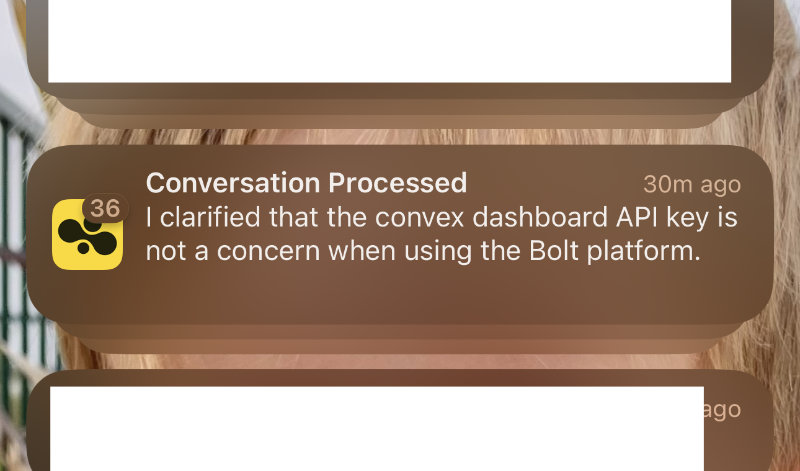 Conversation Processed
30m ago
36
I clarified that the convex dashboard API key is
not a concern when using the Bolt platform.
ago